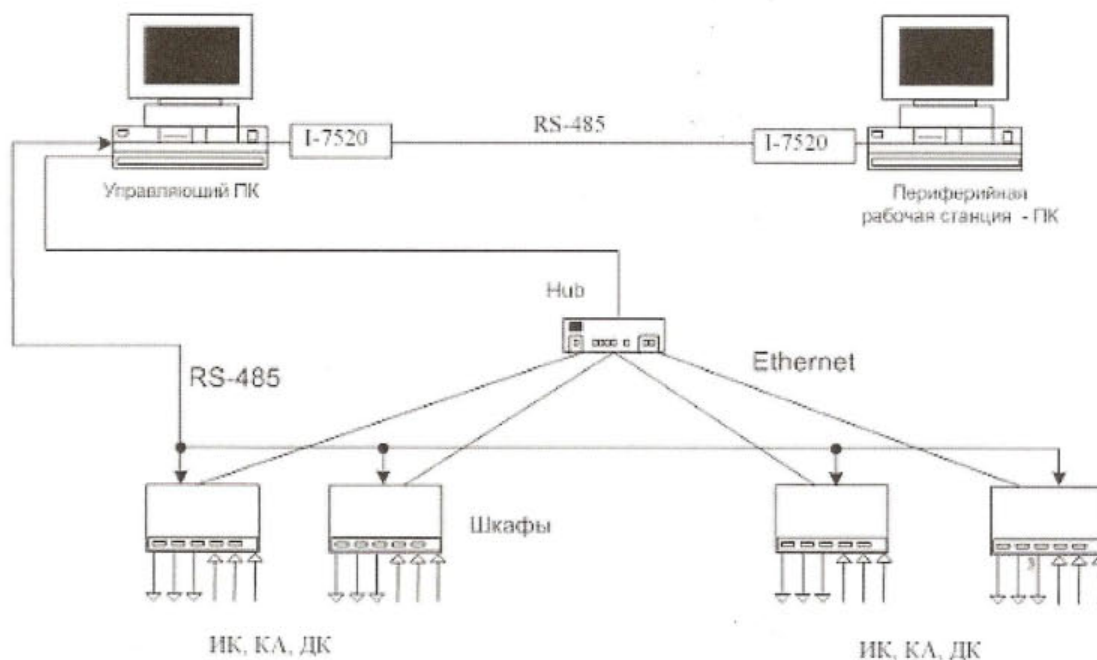 I-7520
RS-485
I-7520
Управляющий ПК
Периферийная
рабочая станция - ПК
Hub
Ethernet
RS-485
Шкафы
ИК, КА, ДК
ИК, КА, ДК